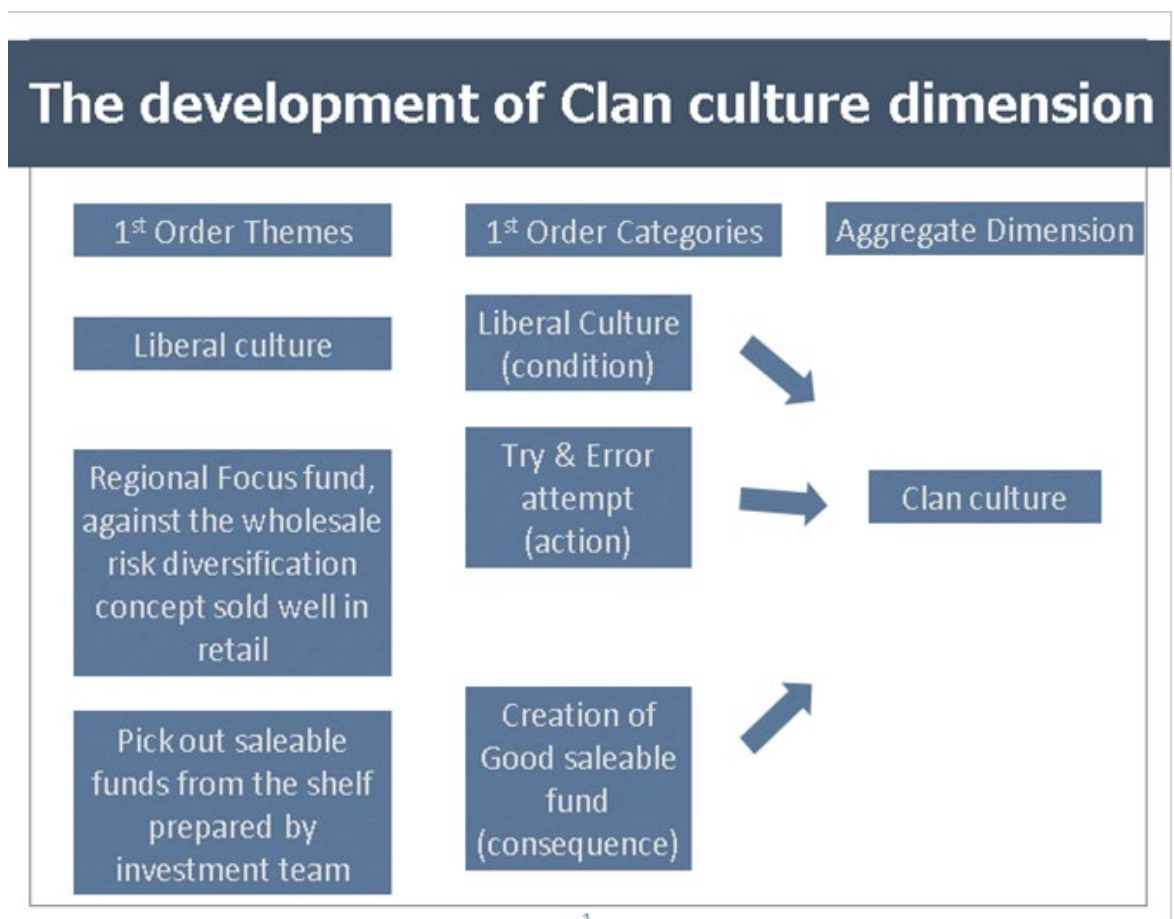 The development of Clan culture dimension
1st Order Themes
1st Order Categories
Aggregate Dimension
Liberal culture
Liberal Culture
(condition)
Regional Focus fund,
against the wholesale
risk diversification
concept sold well in
retail
Try & Error
attempt
(action)
Clan culture
Pick out saleable
funds from the shelf
prepared by
investment team
Creation of
Good saleable
fund
(consequence)
1